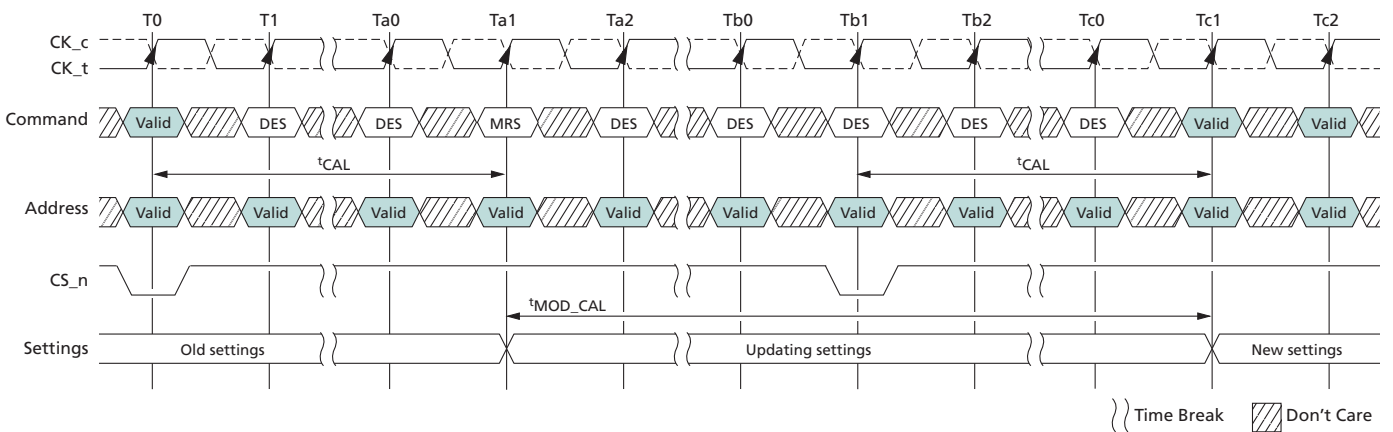 T0 T1 Ta0 Ta1 Ta2 Tb0 Tb1 Tb2 Tc0 Tc1 Tc2
CK_c
CK_t
Command Valid DES DES MRS DES DES DES DES DES Valid Valid
tCAL tCAL
Address Valid Valid Valid Valid Valid Valid Valid Valid Valid Valid Valid
CS_n
tMOD_CAL
Settings Old settings Updating settings New settings
Time Break Don't Care